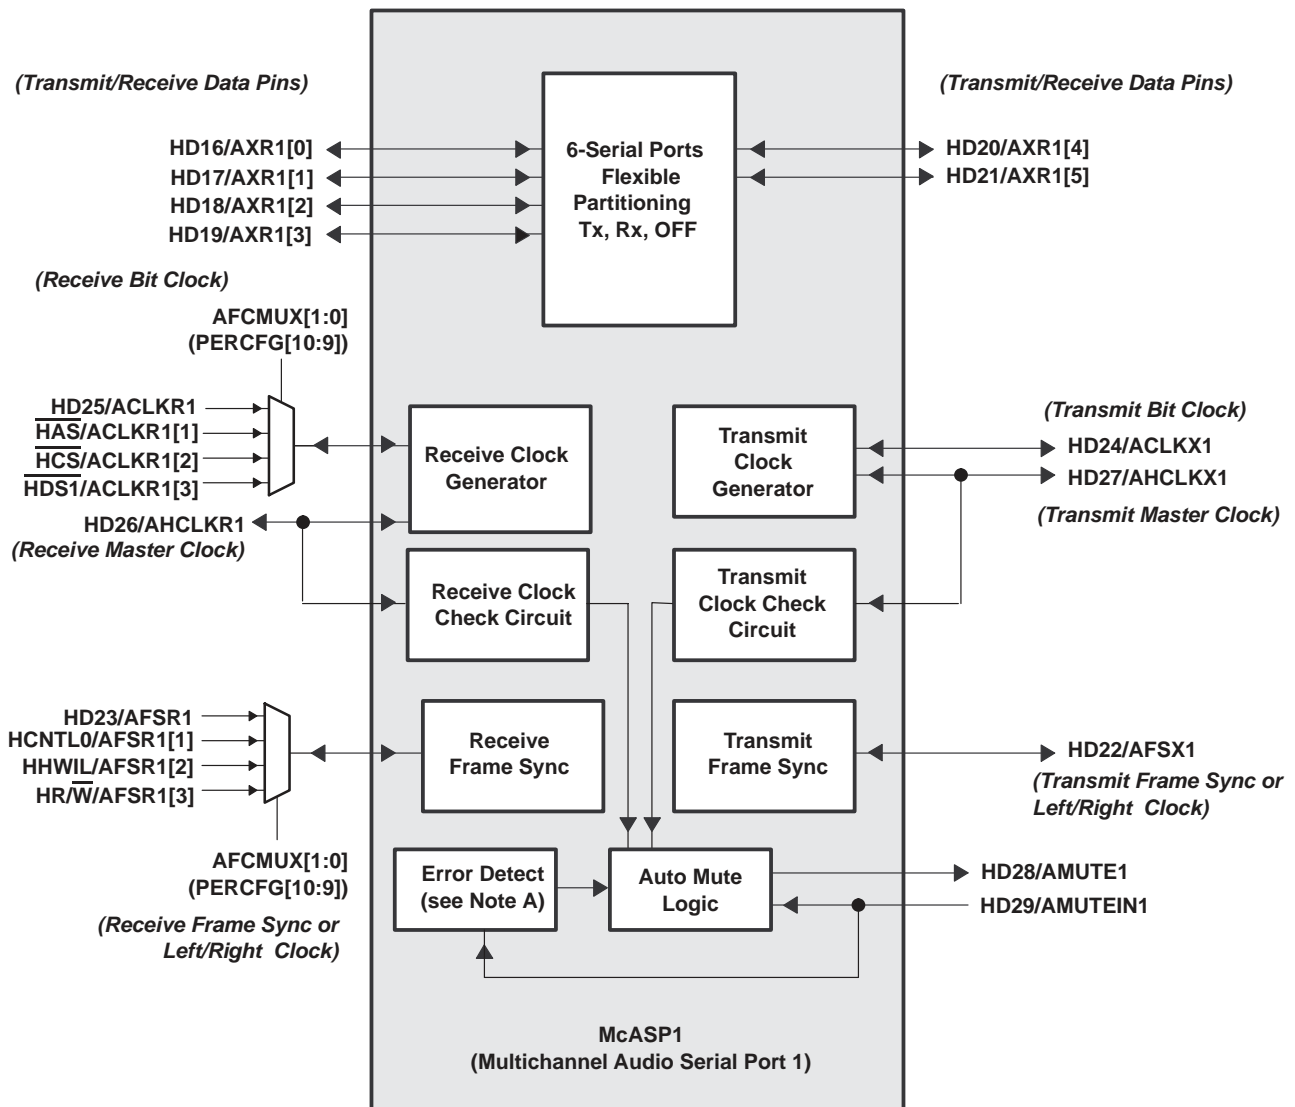 (Transmit/Receive Data Pins)
(Transmit/Receive Data Pins)
HD16/AXR1[0]
HD17/AXR1[1]
HD18/AXR1[2]
HD19/AXR1[3]
6-Serial Ports
Flexible
Partitioning
Tx, Rx, OFF
HD20/AXR1[4]
HD21/AXR1[5]
(Receive Bit Clock)
AFCMUX[1:0]
(PERCFG[10:9])
HD25/ACLKR1
H̅A̅S̅/ACLKR1[1]
H̅C̅S̅/ACLKR1[2]
H̅D̅S̅1̅/ACLKR1[3]
HD26/AHCLKR1
(Receive Master Clock)
Receive Clock
Generator
Transmit
Clock
Generator
(Transmit Bit Clock)
HD24/ACLKX1
HD27/AHCLKX1
(Transmit Master Clock)
Receive Clock
Check Circuit
Transmit
Clock Check
Circuit
HD23/AFSR1
HCNTL0/AFSR1[1]
HHWIL/AFSR1[2]
HR/W̅/AFSR1[3]
Receive
Frame Sync
Transmit
Frame Sync
HD22/AFSX1
(Transmit Frame Sync or
Left/Right Clock)
AFCMUX[1:0]
(PERCFG[10:9])
(Receive Frame Sync or
Left/Right Clock)
Error Detect
(see Note A)
Auto Mute
Logic
HD28/AMUTE1
HD29/AMUTEIN1
McASP1
(Multichannel Audio Serial Port 1)